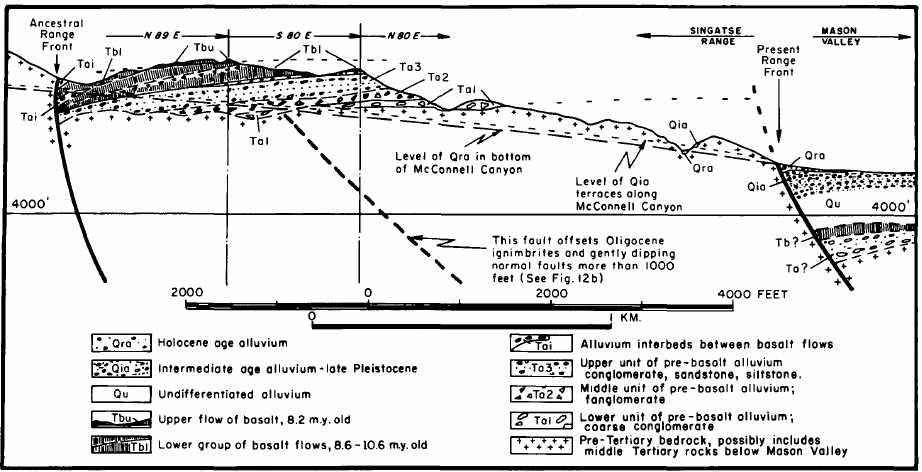 Ancestral
Range
Front
N 89 E
S 80 E
N 80 E
SINGATSE
RANGE
MASON
VALLEY
Present
Range
Front
Tai
Tbl
Tbu
Tbl
Ta3
Ta2
Tai
Tai
Tal
Qia
Qra
Qra
Qia
Qu
Tb?
Ta?
Level of Qra in bottom
of McConnell Canyon
Level of Qia
terraces along
McConnell Canyon
4000'
4000'
This fault offsets Oligocene
ignimbrites and gently dipping
normal faults more than 1000
feet (See Fig. 12b)
2000
0
2000
4000 FEET
0
KM.
Qra Holocene age alluvium
Qia Intermediate age alluvium-late Pleistocene
Qu Undifferentiated alluvium
Tbu Upper flow of basalt, 8.2 m.y. old
Tbl Lower group of basalt flows, 8.6-10.6 m.y. old
Tai Alluvium interbeds between basalt flows
Ta3 Upper unit of pre-basalt alluvium
conglomerate, sandstone, siltstone.
Ta2 Middle unit of pre-basalt alluvium;
fanglomerate
Tal Lower unit of pre-basalt alluvium;
coarse conglomerate
Pre-Tertiary bedrock, possibly includes
middle Tertiary rocks below Mason Valley